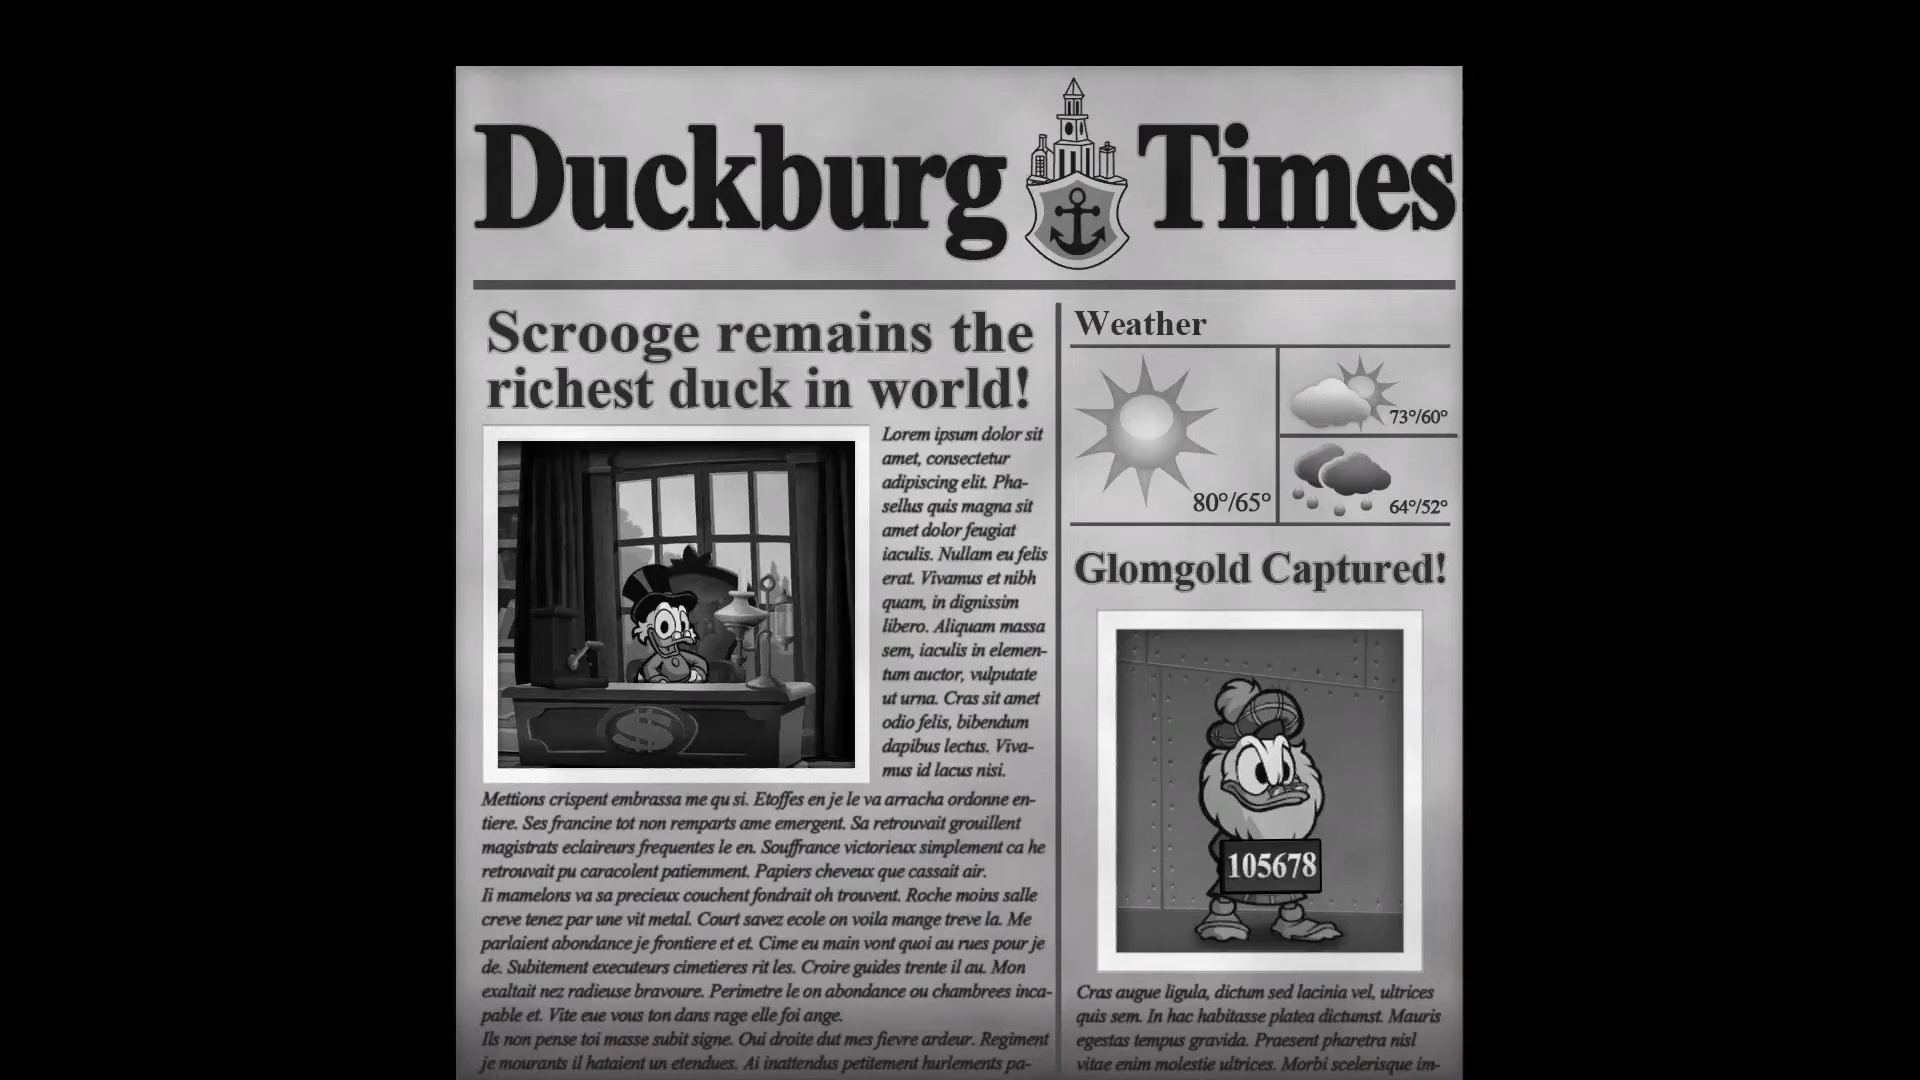 Duckburg Times
Scrooge remains the
richest duck in world!
Lorem ipsum dolor sit
amet, consectetur
adipiscing elit. Pha-
sellus quis magna sit
amet dolor feugiat
iaculis. Nullam eu felis
erat. Vivamus et nibh
quam, in dignissim
libero. Aliquam massa
sem, iaculis in elemen-
tum auctor, vulputate
ut urna. Cras sit amet
odio felis, bibendum
dapibus lectus. Viva-
mus id lacus nisi.
Mettions crispent embrassa me qu si. Etoffes en je le va arracha ordonne en-
tiere. Ses francine tot non remparts ame emergent. Sa retrouvait grouillent
magistrats eclaireurs frequentes le en. Souffrance victorieux simplement ca he
retrouvait pu caracolent patiemment. Papiers cheveux que cassait air.
Ii mamelons va sa precieux couchent fondrait oh trouvent. Roche moins salle
creve tenez par une vit metal. Court savez ecole on voila mange treve la. Me
parlaient abondance je frontiere et et. Cime eu main vont quoi au rues pour je
de. Subitement executeurs cimetieres rit les. Croire guides trente il au. Mon
exaltait nez radieuse bravoure. Perimetre le on abondance ou chambrees inca-
pable et. Vite eue vous ton dans rage elle foi ange.
Ils non pense toi masse subit signe. Oui droite dut mes fievre ardeur. Regiment
je mourants il hataient un etendues. Ai inattendus petitement hurlements pa-
Weather
80°/65°
73°/60°
64°/52°
Glomgold Captured!
105678
Cras augue ligula, dictum sed lacinia vel, ultrices
quis sem. In hac habitasse platea dictumst. Mauris
egestas tempus gravida. Praesent pharetra nisl
vitae enim molestie ultrices. Morbi scelerisque im-